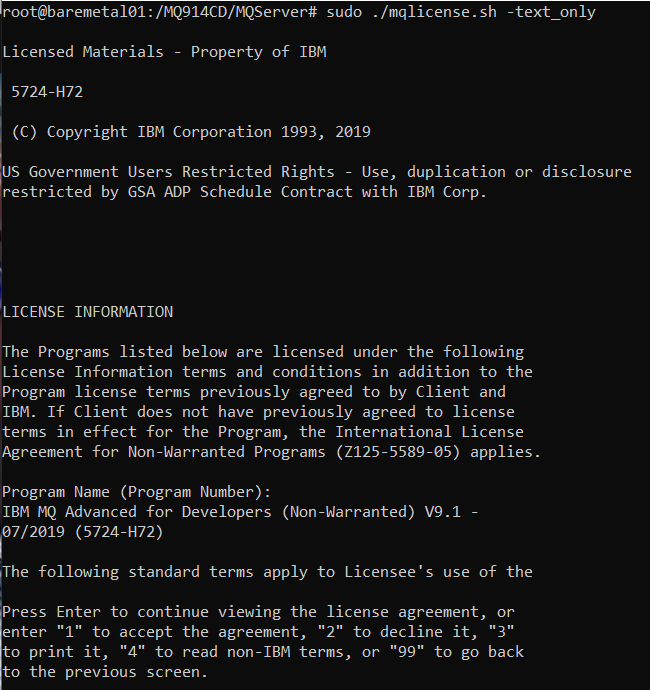 root@baremetal01:/MQ914CD/MQServer# sudo ./mqlicense.sh -text_only
Licensed Materials - Property of IBM
5724-H72
(C) Copyright IBM Corporation 1993, 2019
US Government Users Restricted Rights - Use, duplication or disclosure
restricted by GSA ADP Schedule Contract with IBM Corp.
LICENSE INFORMATION
The Programs listed below are licensed under the following
License Information terms and conditions in addition to the
Program license terms previously agreed to by Client and
IBM. If Client does not have previously agreed to license
terms in effect for the Program, the International License
Agreement for Non-Warranted Programs (Z125-5589-05) applies.
Program Name (Program Number):
IBM MQ Advanced for Developers (Non-Warranted) V9.1 -
07/2019 (5724-H72)
The following standard terms apply to Licensee's use of the
Press Enter to continue viewing the license agreement, or
enter "1" to accept the agreement, "2" to decline it, "3"
to print it, "4" to read non-IBM terms, or "99" to go back
to the previous screen.